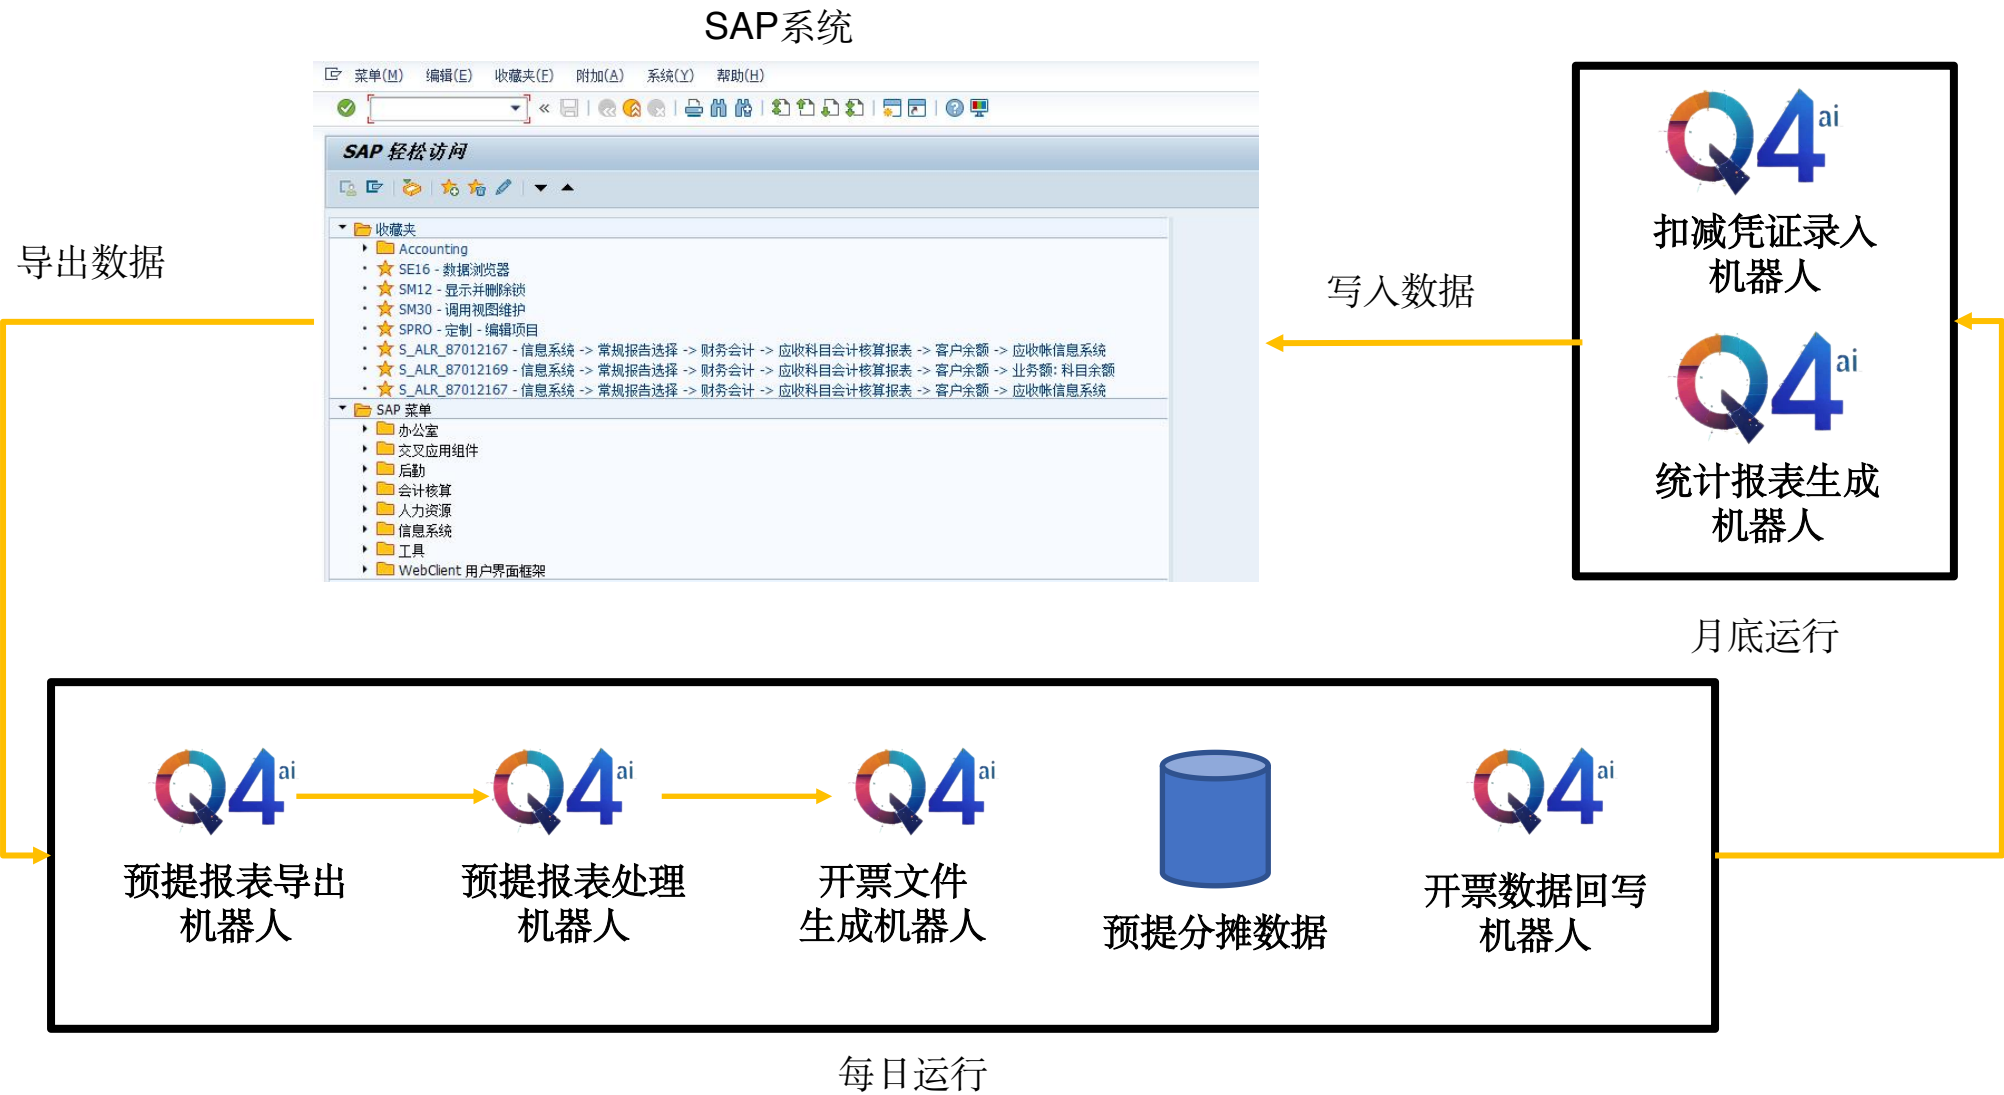 SAP系统
菜单(M) 编辑(E) 收藏夹(F) 附加(A) 系统(Y) 帮助(H)
SAP 轻松访问
收藏夹
Accounting
SE16 - 数据浏览器
SM12 - 显示并删除锁
SM30 - 调用视图维护
SPRO - 定制 - 编辑项目
S_ALR_87012167 - 信息系统 -> 常规报告选择 -> 财务会计 -> 应收科目会计核算报表 -> 客户余额 -> 应收帐信息系统
S_ALR_87012169 - 信息系统 -> 常规报告选择 -> 财务会计 -> 应收科目会计核算报表 -> 客户余额 -> 业务额: 科目余额
S_ALR_87012167 - 信息系统 -> 常规报告选择 -> 财务会计 -> 应收科目会计核算报表 -> 客户余额 -> 应收帐信息系统
SAP 菜单
办公室
交叉应用组件
后勤
会计核算
人力资源
信息系统
工具
WebClient 用户界面框架
导出数据
写入数据
Q4ai
扣减凭证录入
机器人
Q4ai
统计报表生成
机器人
月底运行
Q4ai
预提报表导出
机器人
Q4ai
预提报表处理
机器人
Q4ai
开票文件
生成机器人
预提分摊数据
Q4ai
开票数据回写
机器人
每日运行